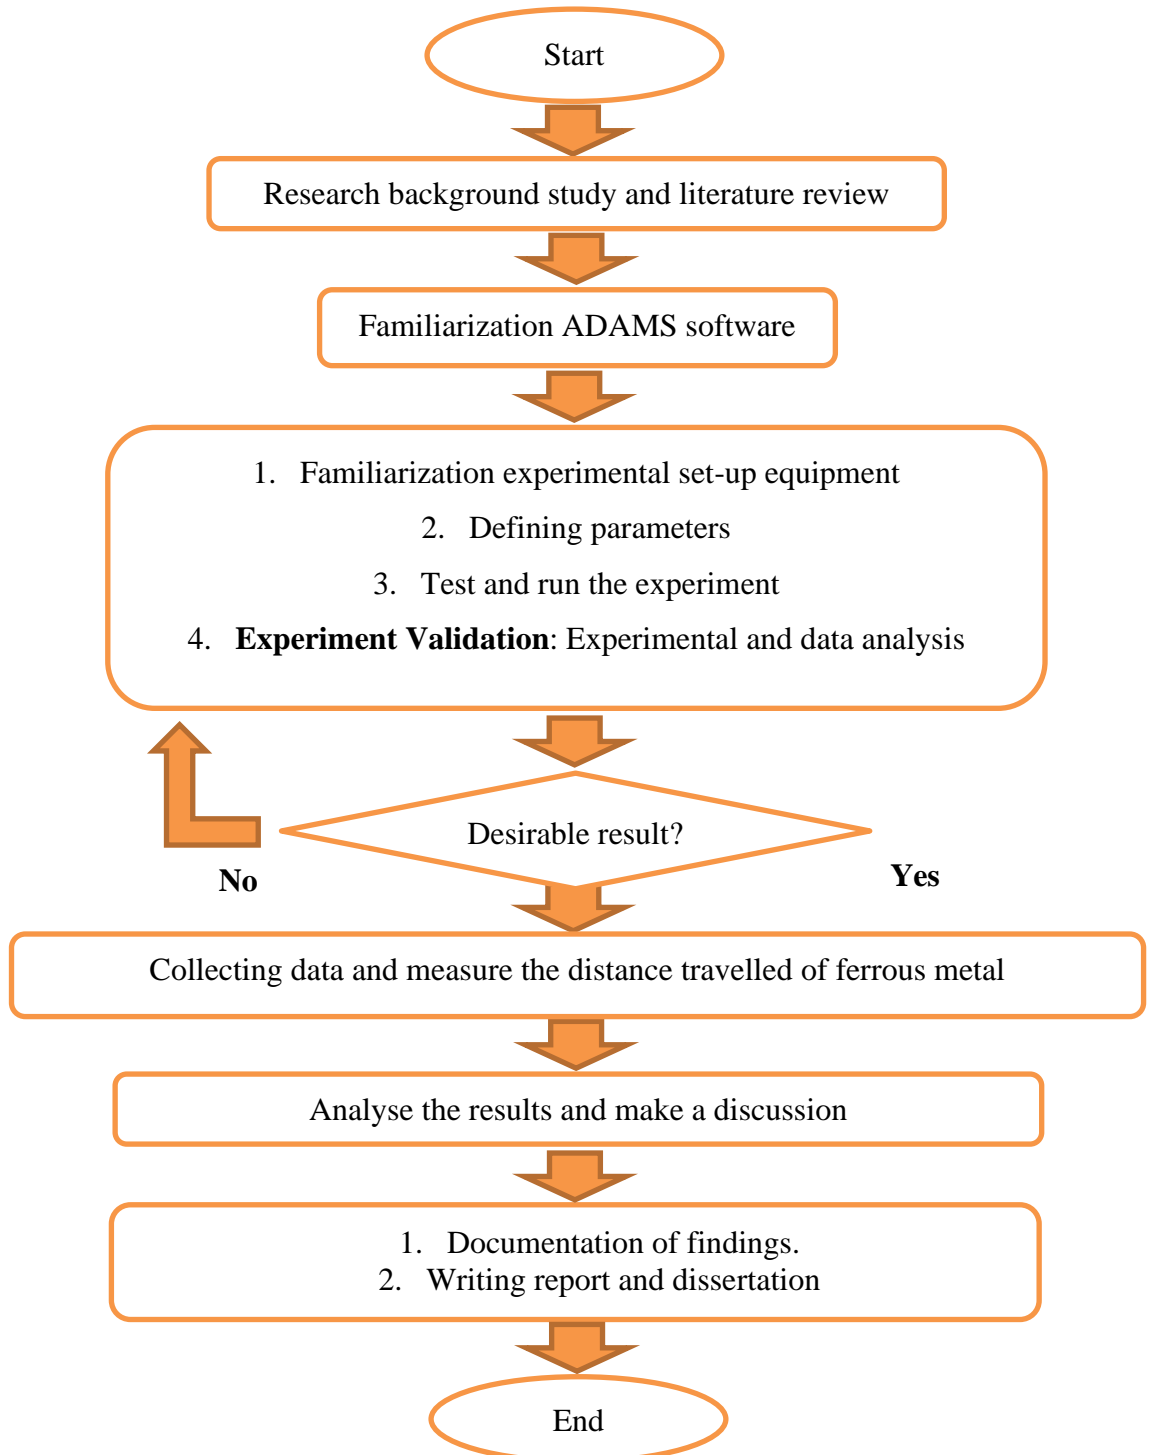 Start
Research background study and literature review
Familiarization ADAMS software
1. Familiarization experimental set-up equipment
2. Defining parameters
3. Test and run the experiment
4. Experiment Validation: Experimental and data analysis
Desirable result?
No
Yes
Collecting data and measure the distance travelled of ferrous metal
Analyse the results and make a discussion
1. Documentation of findings.
2. Writing report and dissertation
End